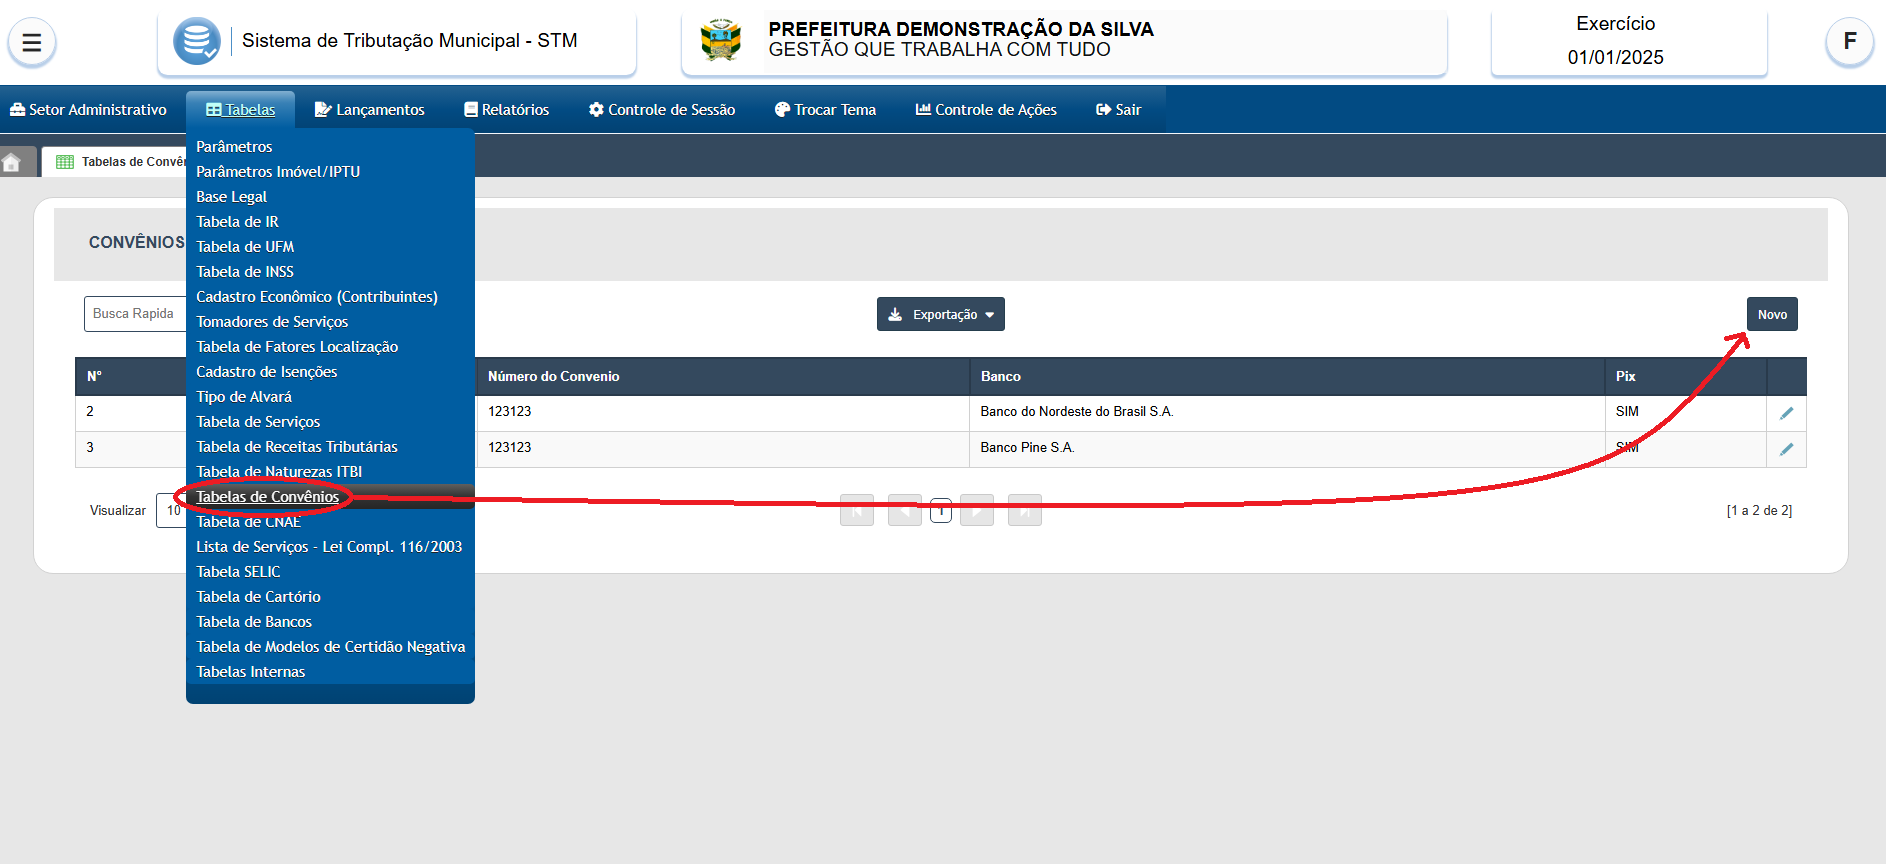 Sistema de Tributação Municipal - STM
PREFEITURA DEMONSTRAÇÃO DA SILVA
GESTÃO QUE TRABALHA COM TUDO
Exercício
01/01/2025
F
Setor Administrativo
Tabelas
Lançamentos
Relatórios
Controle de Sessão
Trocar Tema
Controle de Ações
Sair
Tabelas de Convên
Parâmetros
Parâmetros Imóvel/IPTU
Base Legal
Tabela de IR
Tabela de UFM
Tabela de INSS
Cadastro Econômico (Contribuintes)
Tomadores de Serviços
Tabela de Fatores Localização
Cadastro de Isenções
Tipo de Alvará
Tabela de Serviços
Tabela de Receitas Tributárias
Tabela de Naturezas ITBI
Tabelas de Convênios
Tabela de CNAE
Lista de Serviços - Lei Compl. 116/2003
Tabela SELIC
Tabela de Cartório
Tabela de Bancos
Tabela de Modelos de Certidão Negativa
Tabelas Internas
CONVÊNIOS
Busca Rapida
Exportação
Novo
N° Número do Convenio Banco Pix
2 123123 Banco do Nordeste do Brasil S.A. SIM
3 123123 Banco Pine S.A. SIM
Visualizar 10 1 [1 a 2 de 2]